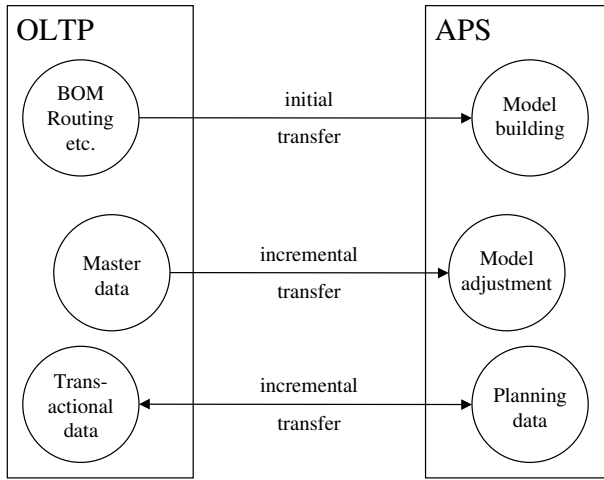 OLTP
APS
BOM
Routing
etc.
initial
transfer
Model
building
Master
data
incremental
transfer
Model
adjustment
Trans-
actional
data
incremental
transfer
Planning
data